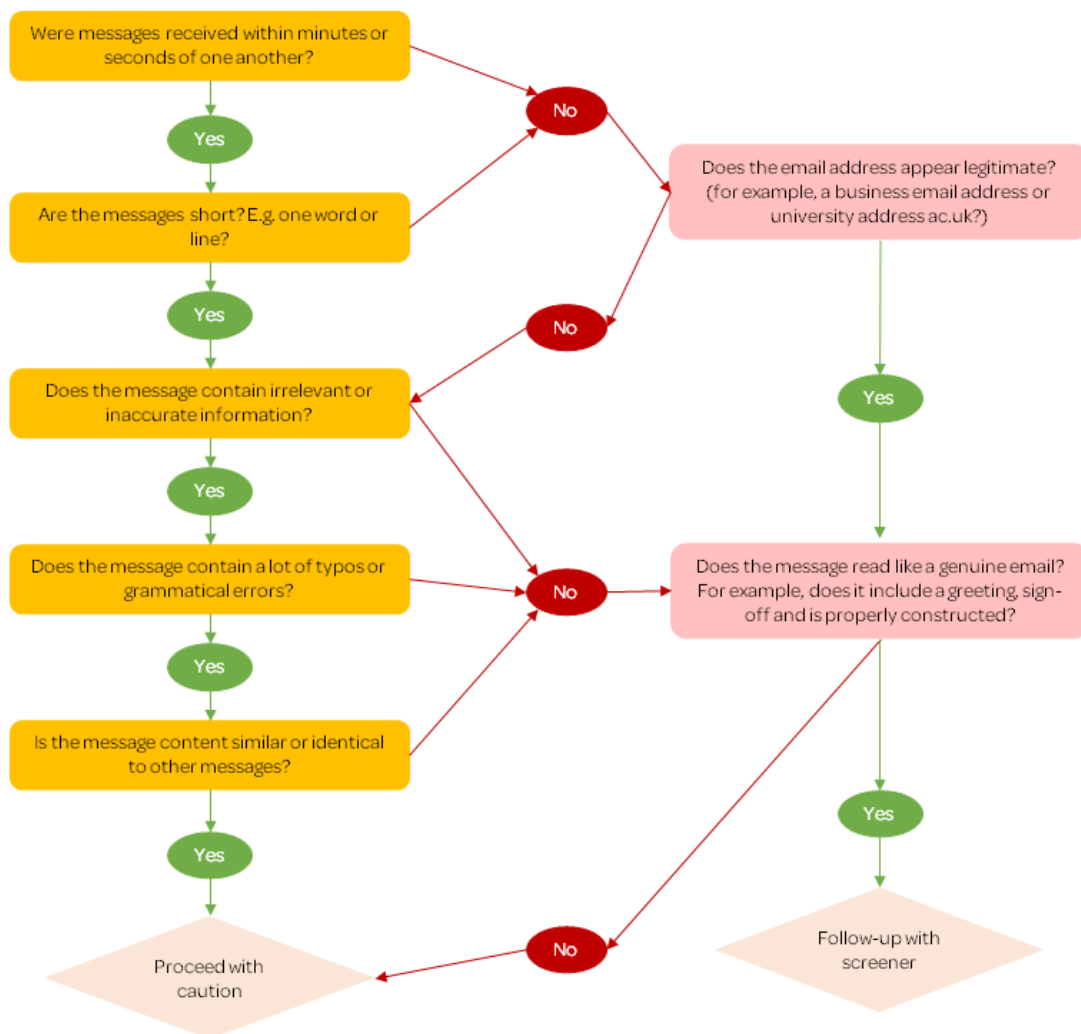 Were messages received within minutes or
seconds of one another?
No
Yes
Does the email address appear legitimate?
(for example, a business email address or
university address ac.uk?)
Are the messages short? E.g. one word or
line?
Yes
No
Does the message contain irrelevant or
inaccurate information?
Yes
Yes
Does the message contain a lot of typos or
grammatical errors?
No
Does the message read like a genuine email?
For example, does it include a greeting, sign-
off and is properly constructed?
Yes
Is the message content similar or identical
to other messages?
Yes
Yes
Proceed with
caution
No
Follow-up with
screener